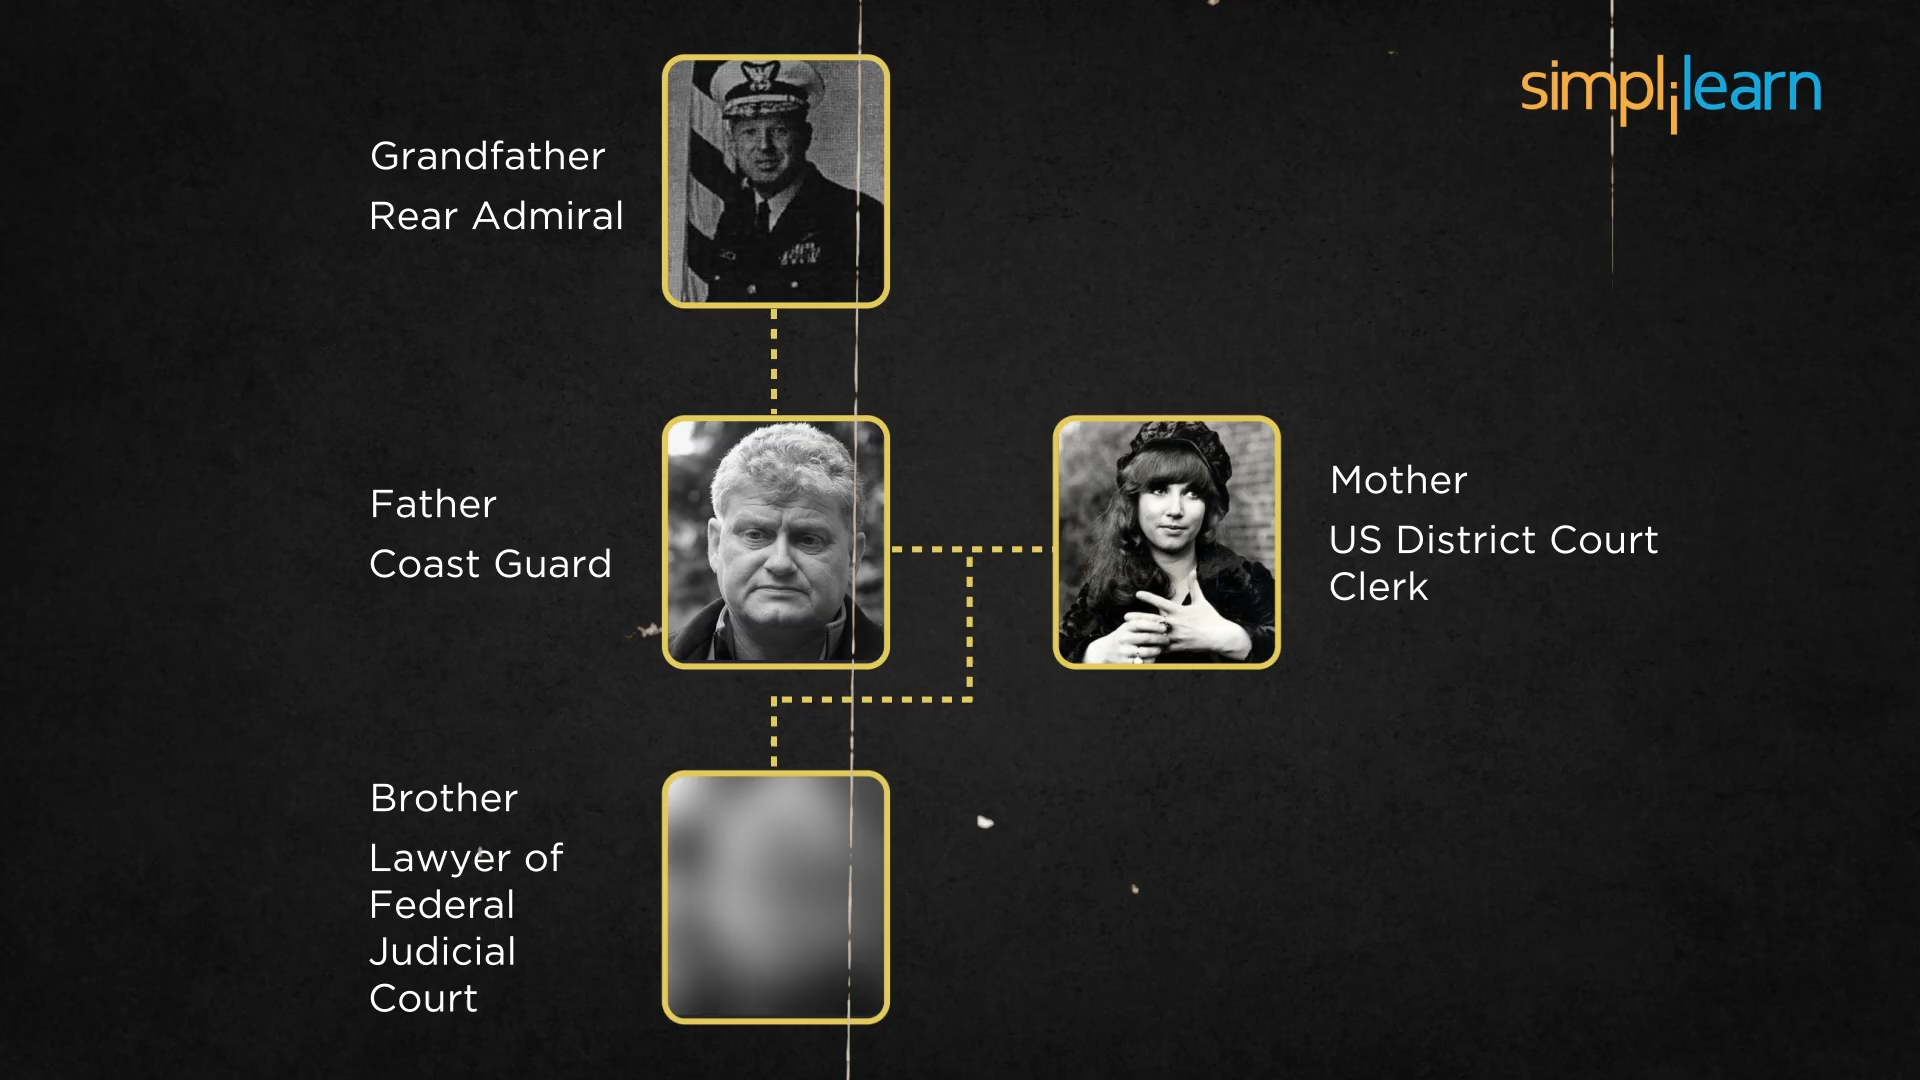 simplilearn
Grandfather
Rear Admiral
Father
Coast Guard
Mother
US District Court
Clerk
Brother
Lawyer of
Federal
Judicial
Court